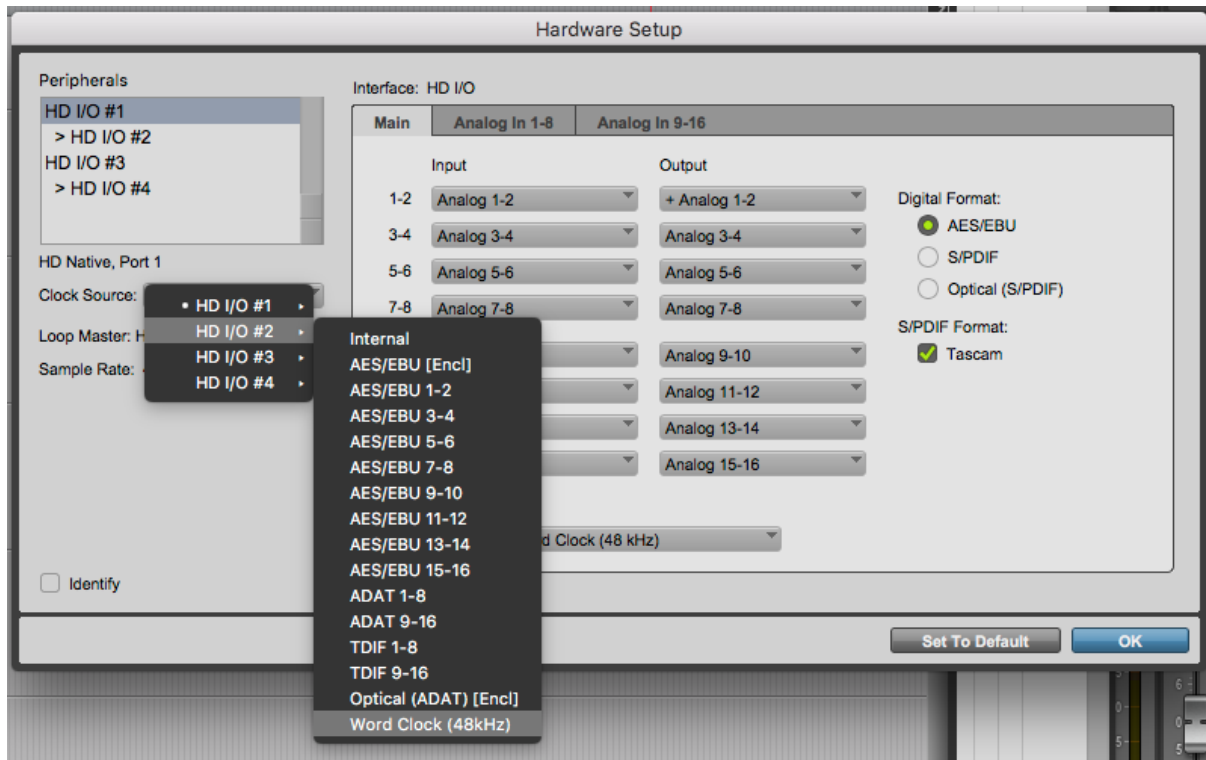 Hardware Setup
Peripherals
HD I/O #1
> HD I/O #2
HD I/O #3
> HD I/O #4
HD Native, Port 1
Clock Source:
Loop Master: H
Sample Rate:
Identify
• HD I/O #1
HD I/O #2
HD I/O #3
HD I/O #4
Internal
AES/EBU [Encl]
AES/EBU 1-2
AES/EBU 3-4
AES/EBU 5-6
AES/EBU 7-8
AES/EBU 9-10
AES/EBU 11-12
AES/EBU 13-14
AES/EBU 15-16
ADAT 1-8
ADAT 9-16
TDIF 1-8
TDIF 9-16
Optical (ADAT) [Encl]
Word Clock (48kHz)
Interface: HD I/O
Main Analog In 1-8 Analog In 9-16
Input Output
1-2 Analog 1-2 + Analog 1-2
3-4 Analog 3-4 Analog 3-4
5-6 Analog 5-6 Analog 5-6
7-8 Analog 7-8 Analog 7-8
Analog 9-10
Analog 11-12
Analog 13-14
Analog 15-16
d Clock (48 kHz)
Digital Format:
AES/EBU
S/PDIF
Optical (S/PDIF)
S/PDIF Format:
Tascam
Set To Default OK